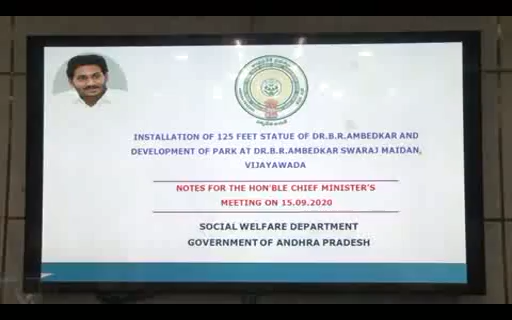 INSTALLATION OF 125 FEET STATUE OF DR.B.R.AMBEDKAR AND
DEVELOPMENT OF PARK AT DR.B.R.AMBEDKAR SWARAJ MAIDAN,
VIJAYAWADA
NOTES FOR THE HON'BLE CHIEF MINISTER'S
MEETING ON 15.09.2020
SOCIAL WELFARE DEPARTMENT
GOVERNMENT OF ANDHRA PRADESH